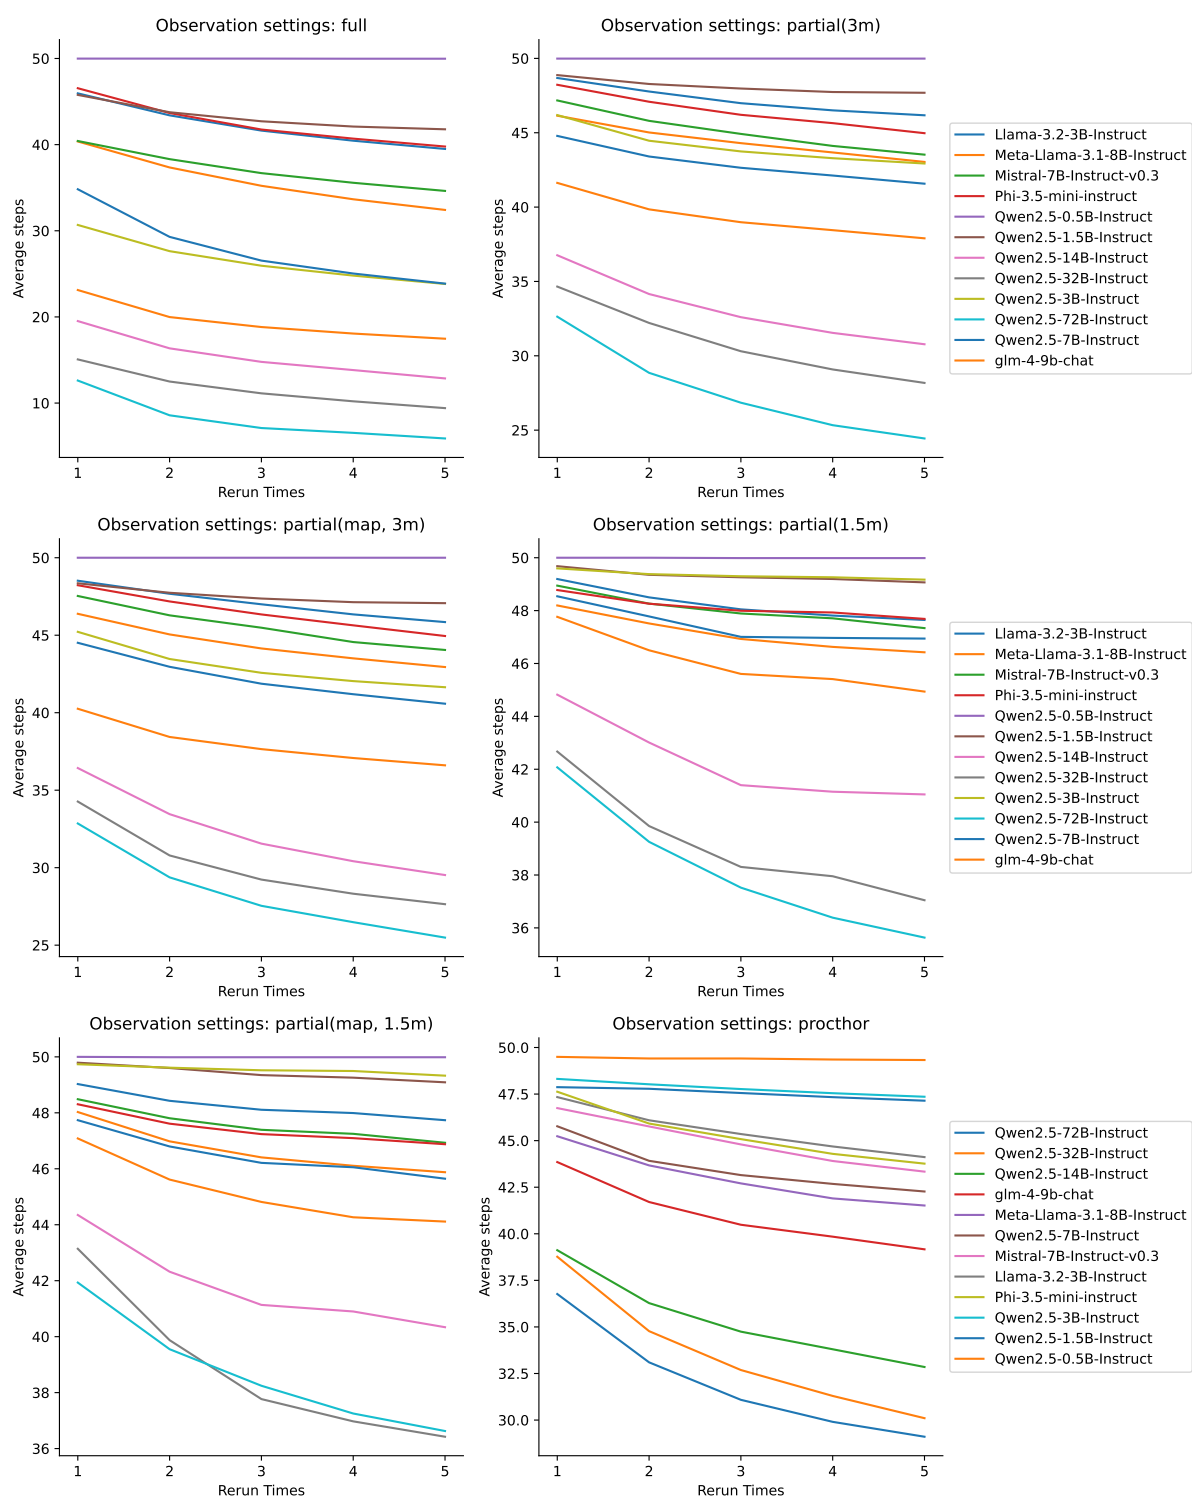 Observation settings: full
50
40
30
20
10
Average steps
1 2 3 4 5
Rerun Times
Observation settings: partial(3m)
50
45
40
35
30
25
Average steps
1 2 3 4 5
Rerun Times
Llama-3.2-3B-Instruct
Meta-Llama-3.1-8B-Instruct
Mistral-7B-Instruct-v0.3
Phi-3.5-mini-instruct
Qwen2.5-0.5B-Instruct
Qwen2.5-1.5B-Instruct
Qwen2.5-14B-Instruct
Qwen2.5-32B-Instruct
Qwen2.5-3B-Instruct
Qwen2.5-72B-Instruct
Qwen2.5-7B-Instruct
glm-4-9b-chat
Observation settings: partial(map, 3m)
50
45
40
35
30
25
Average steps
1 2 3 4 5
Rerun Times
Observation settings: partial(1.5m)
50
48
46
44
42
40
38
36
Average steps
1 2 3 4 5
Rerun Times
Llama-3.2-3B-Instruct
Meta-Llama-3.1-8B-Instruct
Mistral-7B-Instruct-v0.3
Phi-3.5-mini-instruct
Qwen2.5-0.5B-Instruct
Qwen2.5-1.5B-Instruct
Qwen2.5-14B-Instruct
Qwen2.5-32B-Instruct
Qwen2.5-3B-Instruct
Qwen2.5-72B-Instruct
Qwen2.5-7B-Instruct
glm-4-9b-chat
Observation settings: partial(map, 1.5m)
50
48
46
44
42
40
38
36
Average steps
1 2 3 4 5
Rerun Times
Observation settings: procthor
50.0
47.5
45.0
42.5
40.0
37.5
35.0
32.5
30.0
Average steps
1 2 3 4 5
Rerun Times
Qwen2.5-72B-Instruct
Qwen2.5-32B-Instruct
Qwen2.5-14B-Instruct
glm-4-9b-chat
Meta-Llama-3.1-8B-Instruct
Qwen2.5-7B-Instruct
Mistral-7B-Instruct-v0.3
Llama-3.2-3B-Instruct
Phi-3.5-mini-instruct
Qwen2.5-3B-Instruct
Qwen2.5-1.5B-Instruct
Qwen2.5-0.5B-Instruct